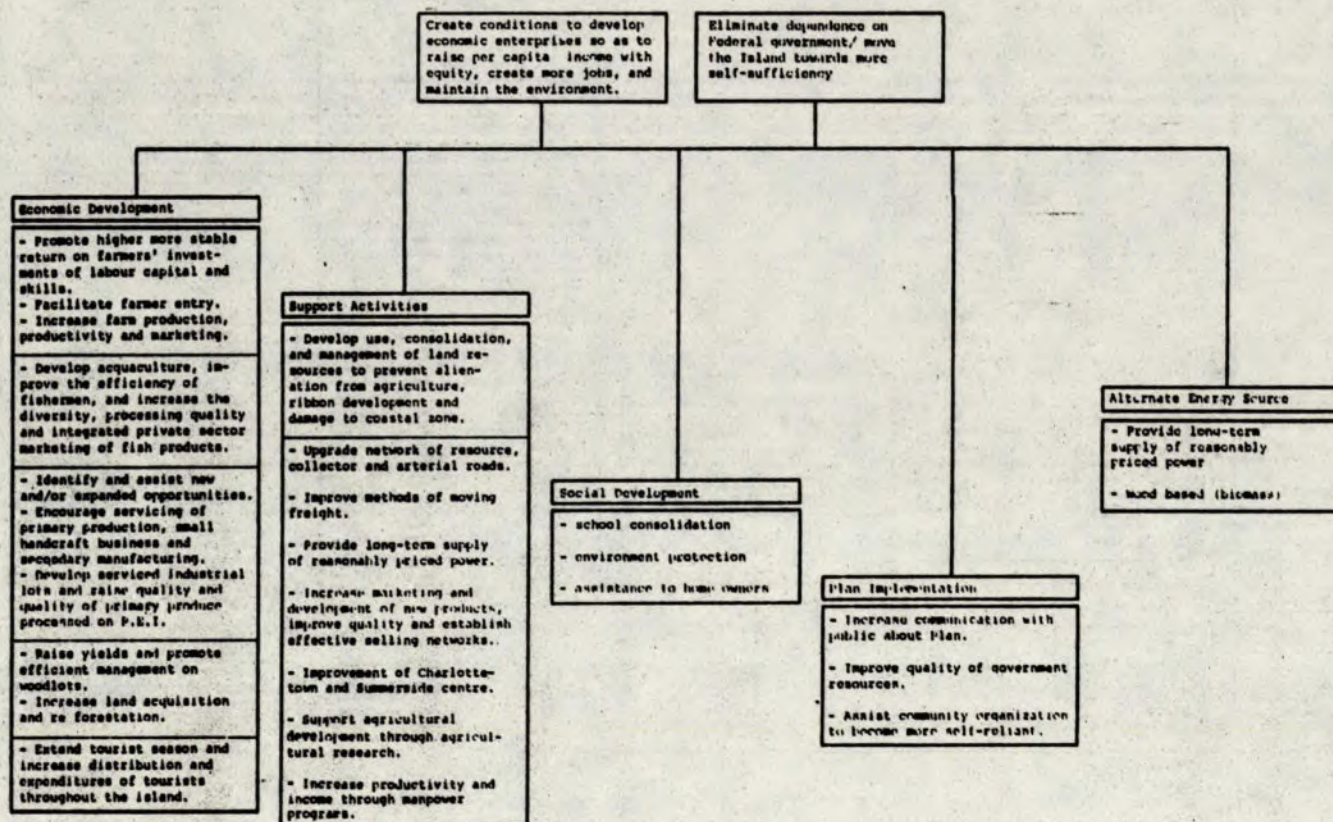 Create conditions to develop
economic enterprises so as to
raise per capita income with
equity, create more jobs, and
maintain the environment.
Eliminate dependence on
Federal government/ move
the Island towards more
self-sufficiency
Economic Development
- Promote higher more stable
return on farmers' invest-
ments of labour capital and
skills.
- Facilitate farmer entry.
- Increase farm production,
productivity and marketing.
- Develop acquaculture, im-
prove the efficiency of
fishermen, and increase the
diversity, processing quality
and integrated private sector
marketing of fish products.
- Identify and assist new
and/or expanded opportunities.
- Encourage servicing of
primary production, small
handcraft business and
secondary manufacturing.
- Develop serviced industrial
lots and raise quality and
quality of primary produce
processed on P.E.I.
- Raise yields and promote
efficient management on
woodlots.
- Increase land acquisition
and re forestation.
- Extend tourist season and
increase distribution and
expenditures of tourists
throughout the island.
Support Activities
- Develop use, consolidation,
and management of land re-
sources to prevent alien-
ation from agriculture,
ribbon development and
damage to coastal zone.
- Upgrade network of resource,
collector and arterial roads.
- Improve methods of moving
freight.
- Provide long-term supply
of reasonably priced power.
- Increase marketing and
development of new products,
improve quality and establish
effective selling networks.
- Improvement of Charlotte-
town and Summerside centre.
- Support agricultural
development through agricul-
tural research.
- Increase productivity and
income through manpower
programs.
Social Development
- school consolidation
- environment protection
- assistance to home owners
Plan Implementation
- Increase communication with
public about Plan.
- Improve quality of government
resources.
- Assist community organization
to become more self-reliant.
Alternate Energy Source
- Provide long-term
supply of reasonably
priced power
- Wood based (biomass)